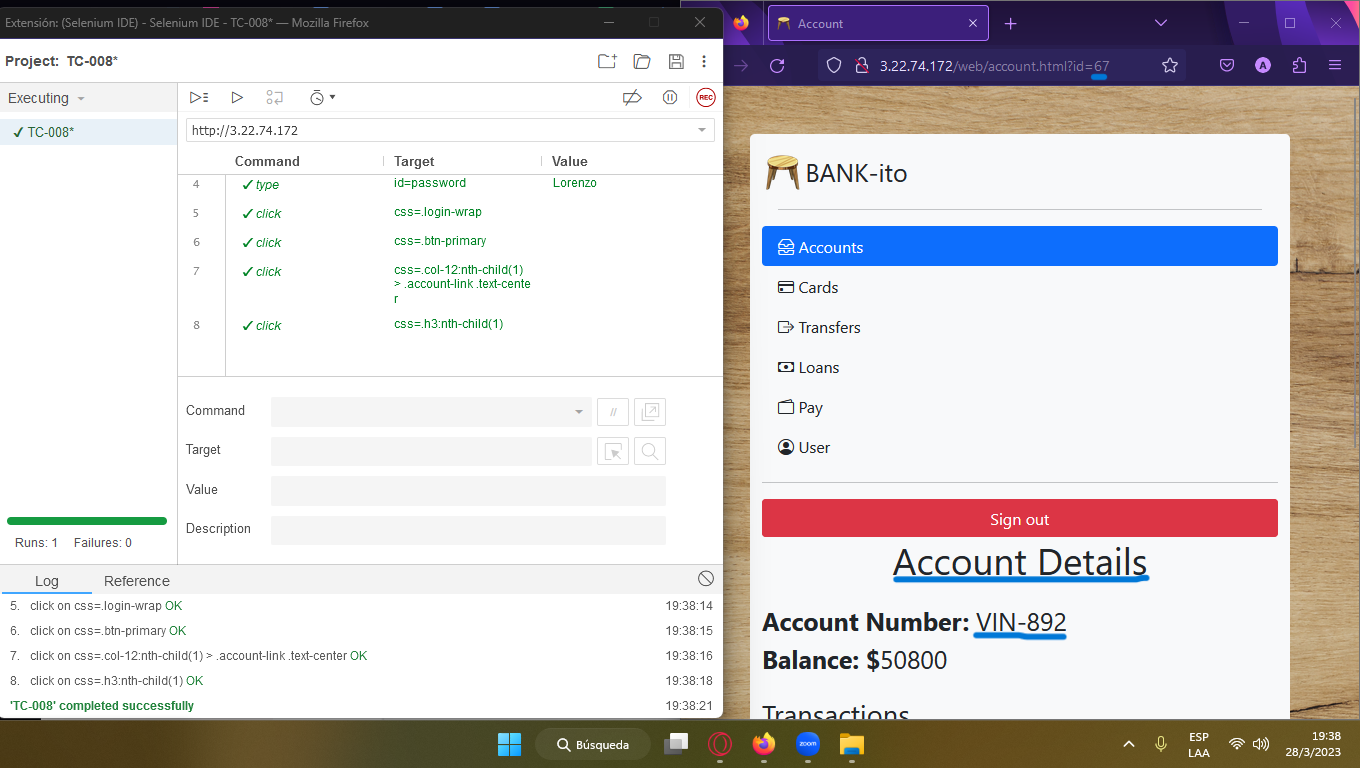 Extensión: (Selenium IDE) - Selenium IDE - TC-008* — Mozilla Firefox
Project: TC-008*
Executing
✓ TC-008*
http://3.22.74.172
Command Target Value
4 ✓ type id=password Lorenzo
5 ✓ click css=.login-wrap
6 ✓ click css=.btn-primary
7 ✓ click css=.col-12:nth-child(1)
> .account-link .text-cente
r
8 ✓ click css=.h3:nth-child(1)
Command
//
Target
Value
Description
Runs: 1 Failures: 0
REC
Log Reference
5. click on css=.login-wrap OK 19:38:14
6. click on css=.btn-primary OK 19:38:15
7. click on css=.col-12:nth-child(1) > .account-link .text-center OK 19:38:16
8. click on css=.h3:nth-child(1) OK 19:38:18
'TC-008' completed successfully 19:38:21
Account
3.22.74.172/web/account.html?id=67
A
BANK-ito
Accounts
Cards
Transfers
Loans
Pay
User
Sign out
Account Details
Account Number: VIN-892
Balance: $50800
Transactions
Búsqueda
zoom
ESP
LAA
19:38
28/3/2023